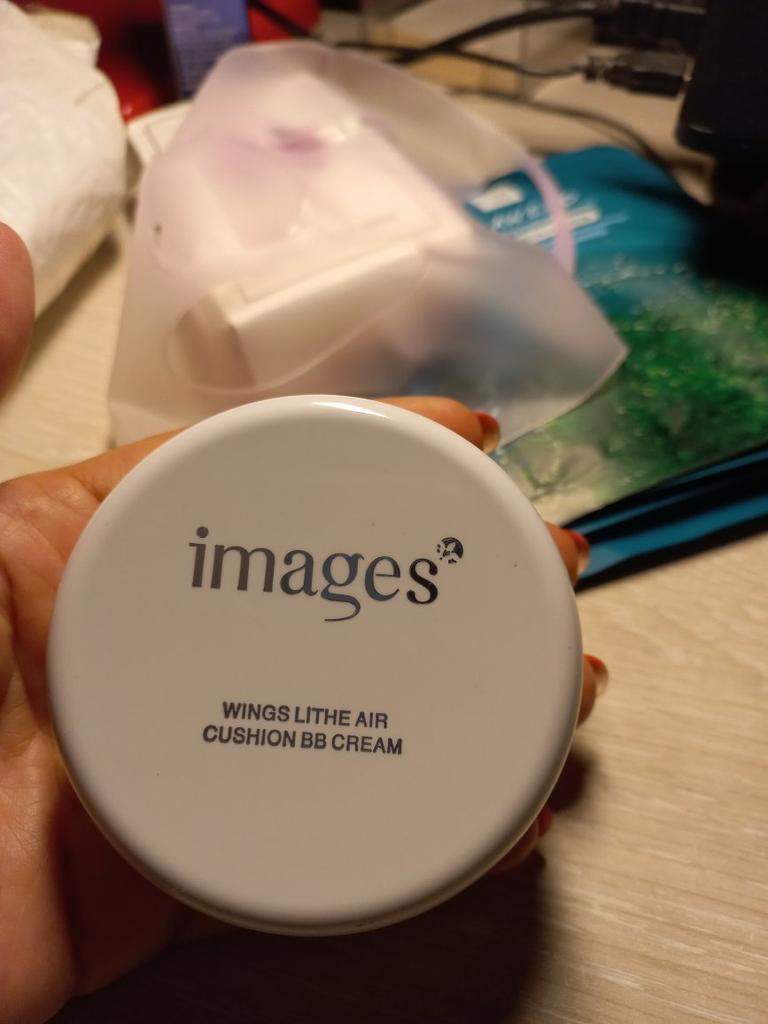 images
WINGS LITHE AIR
CUSHION BB CREAM